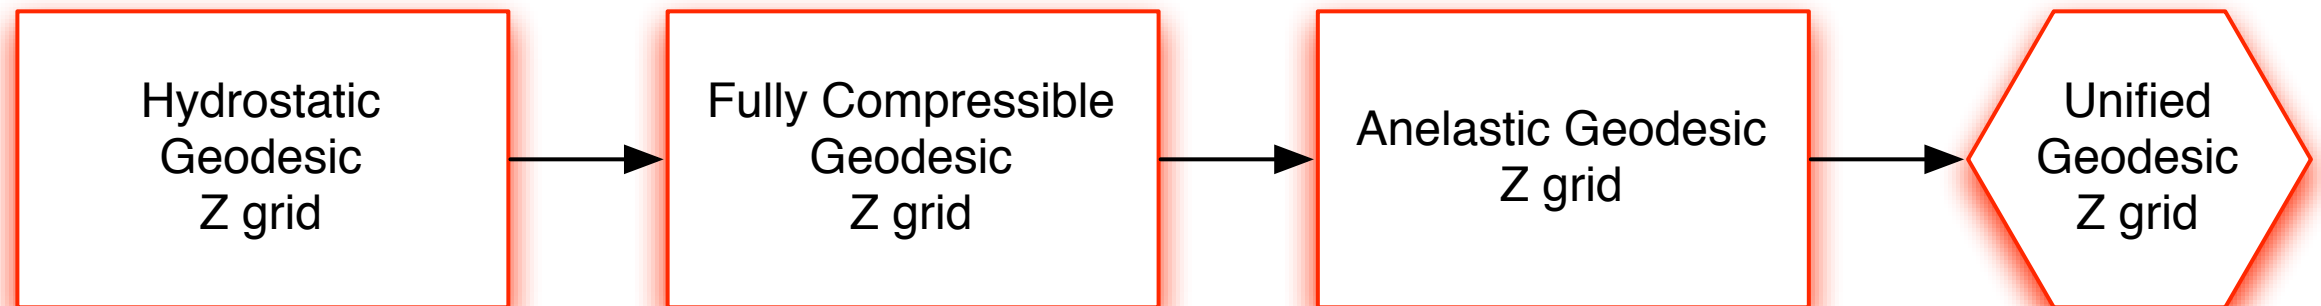 Hydrostatic
Geodesic
Z grid
Fully Compressible
Geodesic
Z grid
Anelastic Geodesic
Z grid
Unified
Geodesic
Z grid